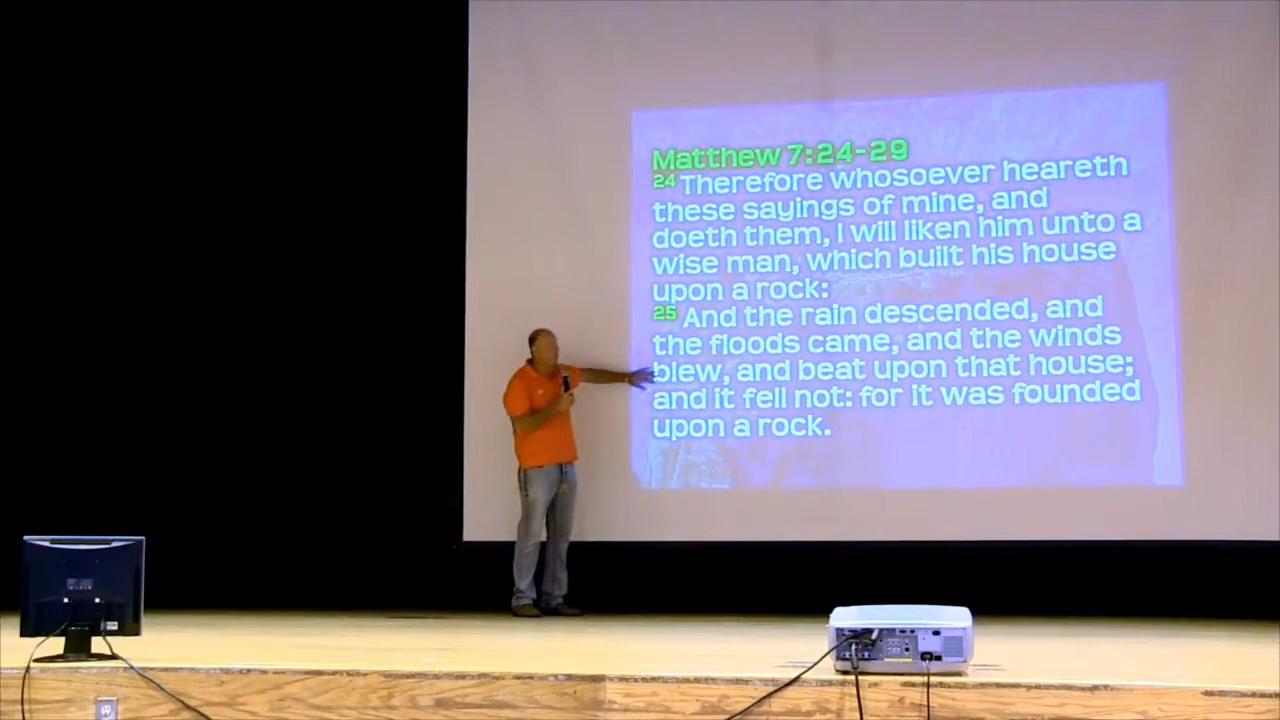 Matthew 7:24-29
24 Therefore whosoever heareth
these sayings of mine, and
doeth them, I will liken him unto a
wise man, which built his house
upon a rock:
25 And the rain descended, and
the floods came, and the winds
blew, and beat upon that house;
and it fell not: for it was founded
upon a rock.